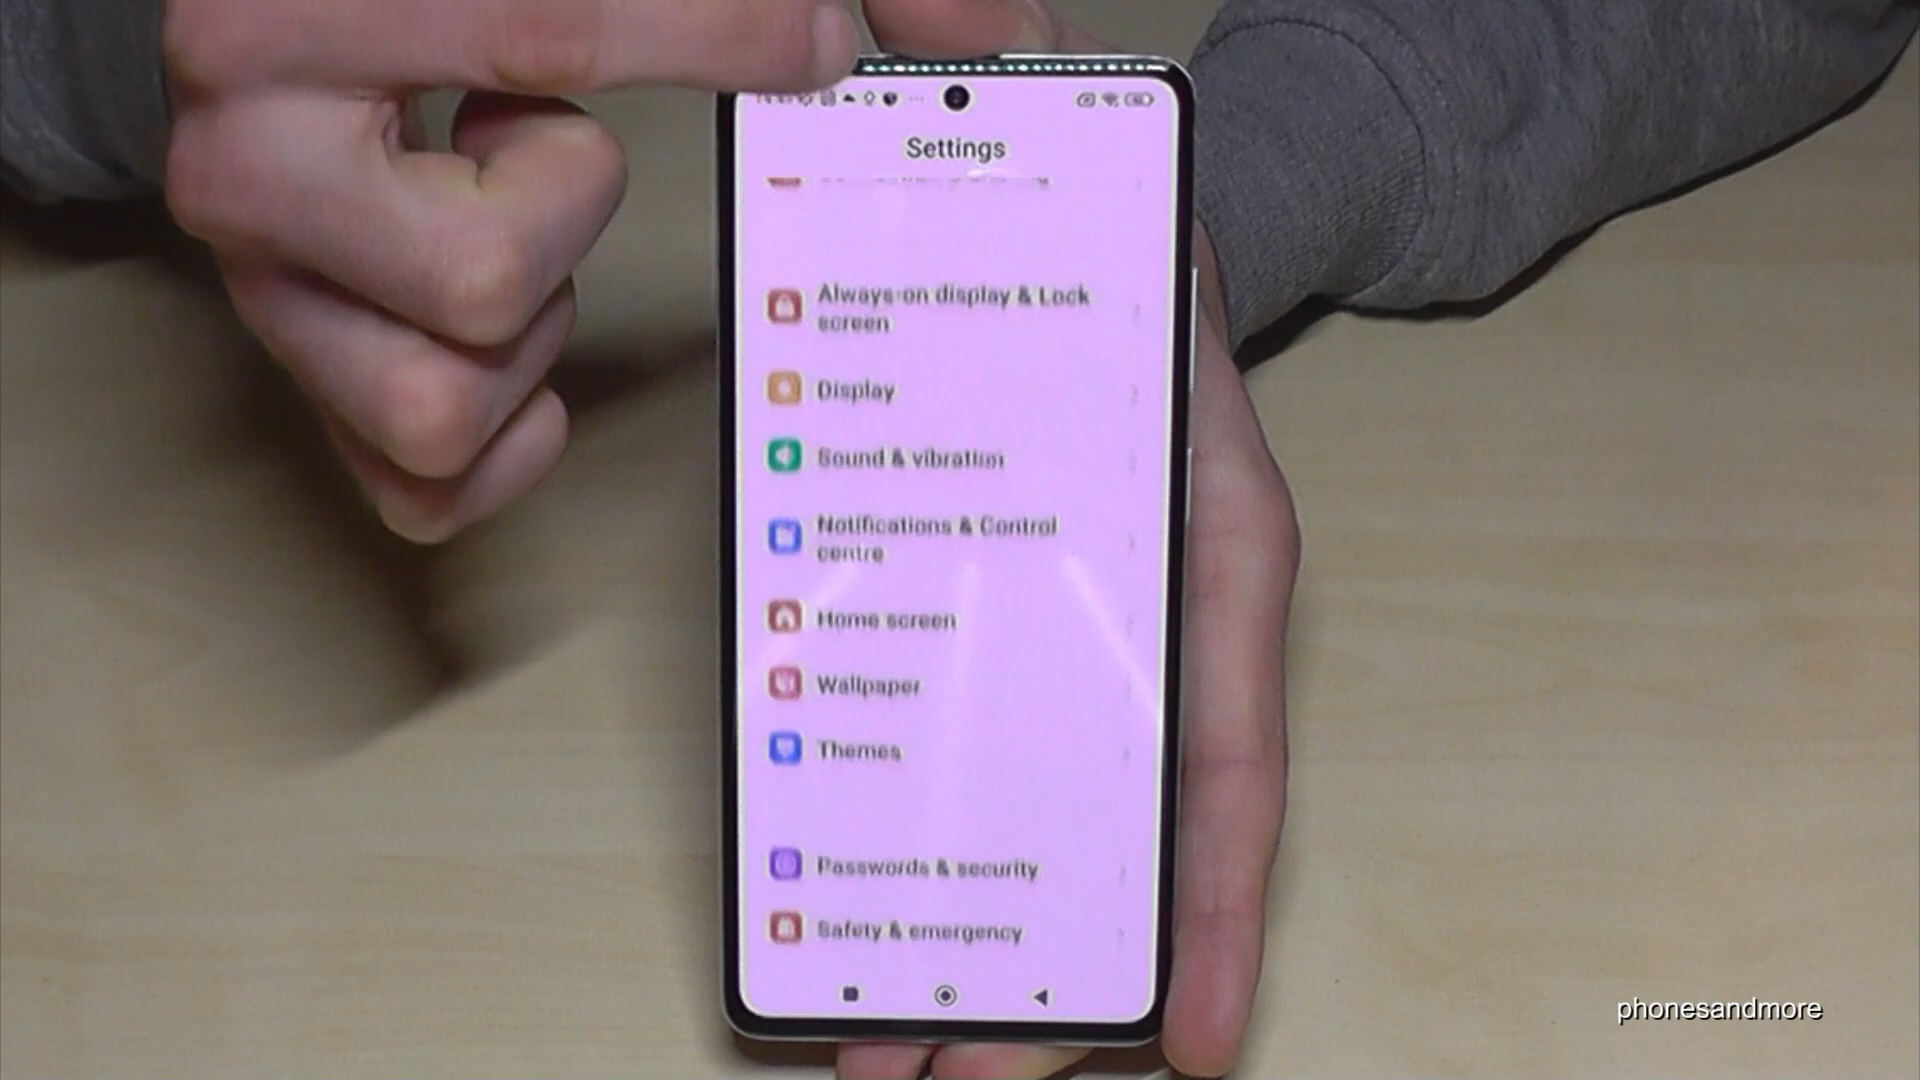 Settings
Always-on display & Lock
screen
Display
Sound & vibration
Notifications & Control
centre
Home screen
Wallpaper
Themes
Passwords & security
Safety & emergency
phonesandmore